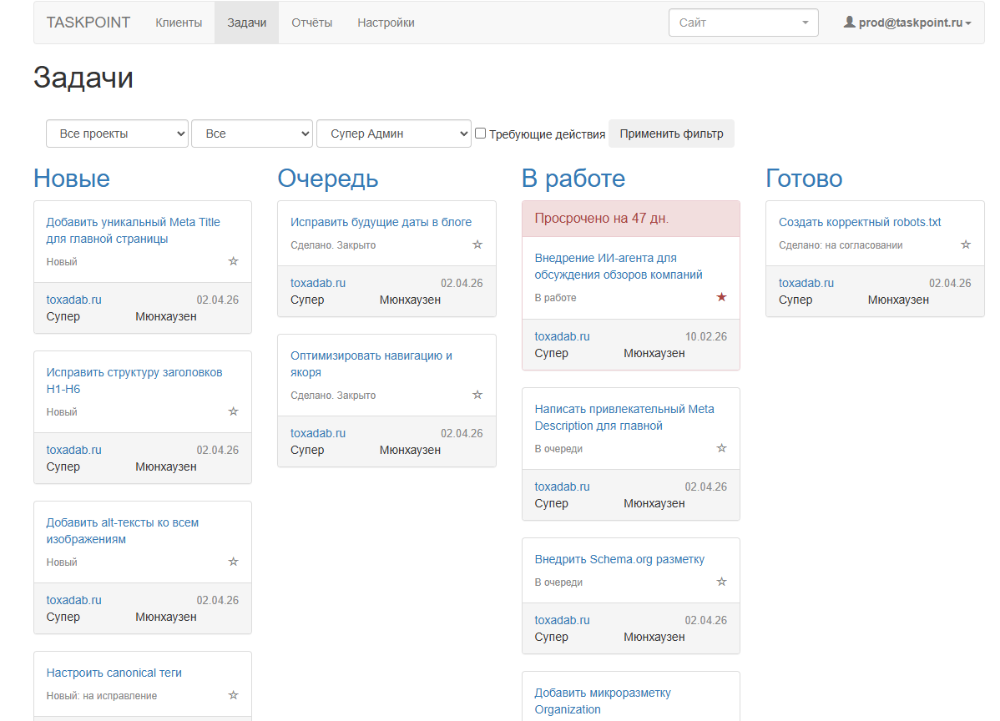 TASKPOINT Клиенты Задачи Отчёты Настройки Сайт prod@taskpoint.ru
Задачи
Все проекты Все Супер Админ Требующие действия Применить фильтр
Новые
Добавить уникальный Meta Title
для главной страницы
Новый
toxadab.ru 02.04.26
Супер Мюнхаузен
Исправить структуру заголовков
H1-H6
Новый
toxadab.ru 02.04.26
Супер Мюнхаузен
Добавить alt-тексты ко всем
изображениям
Новый
toxadab.ru 02.04.26
Супер Мюнхаузен
Настроить canonical теги
Новый: на исправление
Очередь
Исправить будущие даты в блоге
Сделано. Закрыто
toxadab.ru 02.04.26
Супер Мюнхаузен
Оптимизировать навигацию и
якоря
Сделано. Закрыто
toxadab.ru 02.04.26
Супер Мюнхаузен
В работе
Просрочено на 47 дн.
Внедрение ИИ-агента для
обсуждения обзоров компаний
В работе
toxadab.ru 10.02.26
Супер Мюнхаузен
Написать привлекательный Meta
Description для главной
В очереди
toxadab.ru 02.04.26
Супер Мюнхаузен
Внедрить Schema.org разметку
В очереди
toxadab.ru 02.04.26
Супер Мюнхаузен
Добавить микроразметку
Organization
Готово
Создать корректный robots.txt
Сделано: на согласовании
toxadab.ru 02.04.26
Супер Мюнхаузен